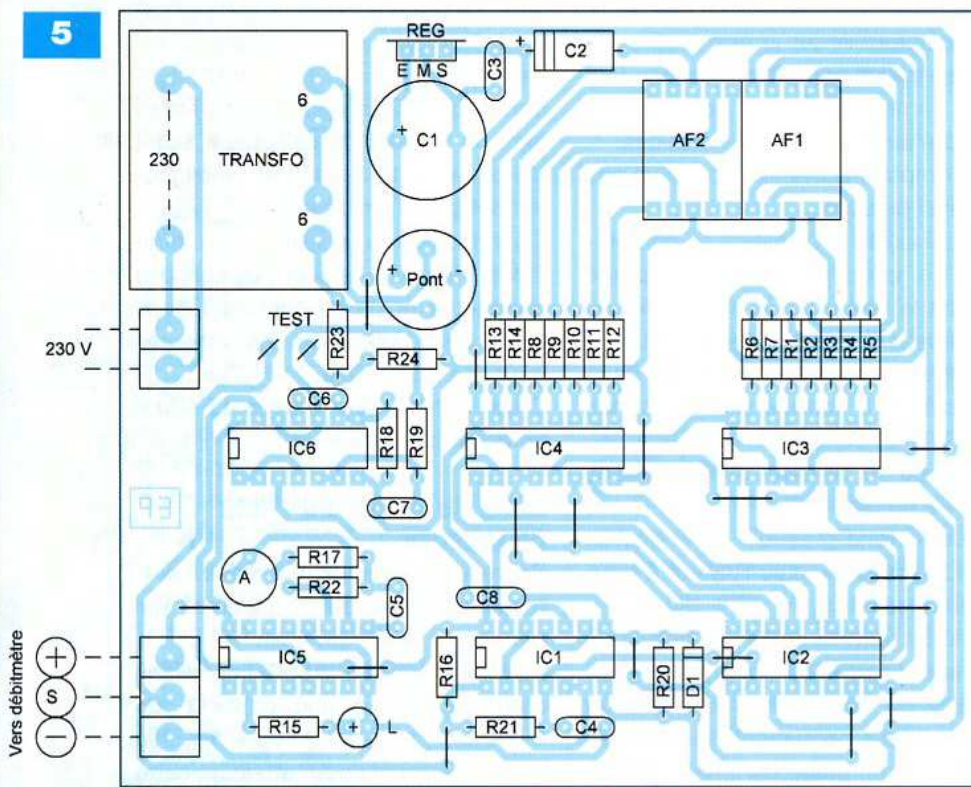 5
REG
E M S
+
C2
C3
6
230
TRANSFO
6
+
C1
AF2
AF1
+
Pont
-
230 V
TEST
R23
R24
R13
R14
R8
R9
R10
R11
R12
R6
R7
R1
R2
R3
R4
R5
C6
IC6
R18
R19
IC4
IC3
C7
93
A
R17
R22
C5
C8
Vers débitmètre
+
S
−
IC5
R16
IC1
R20
D1
IC2
R15
+
L
R21
C4